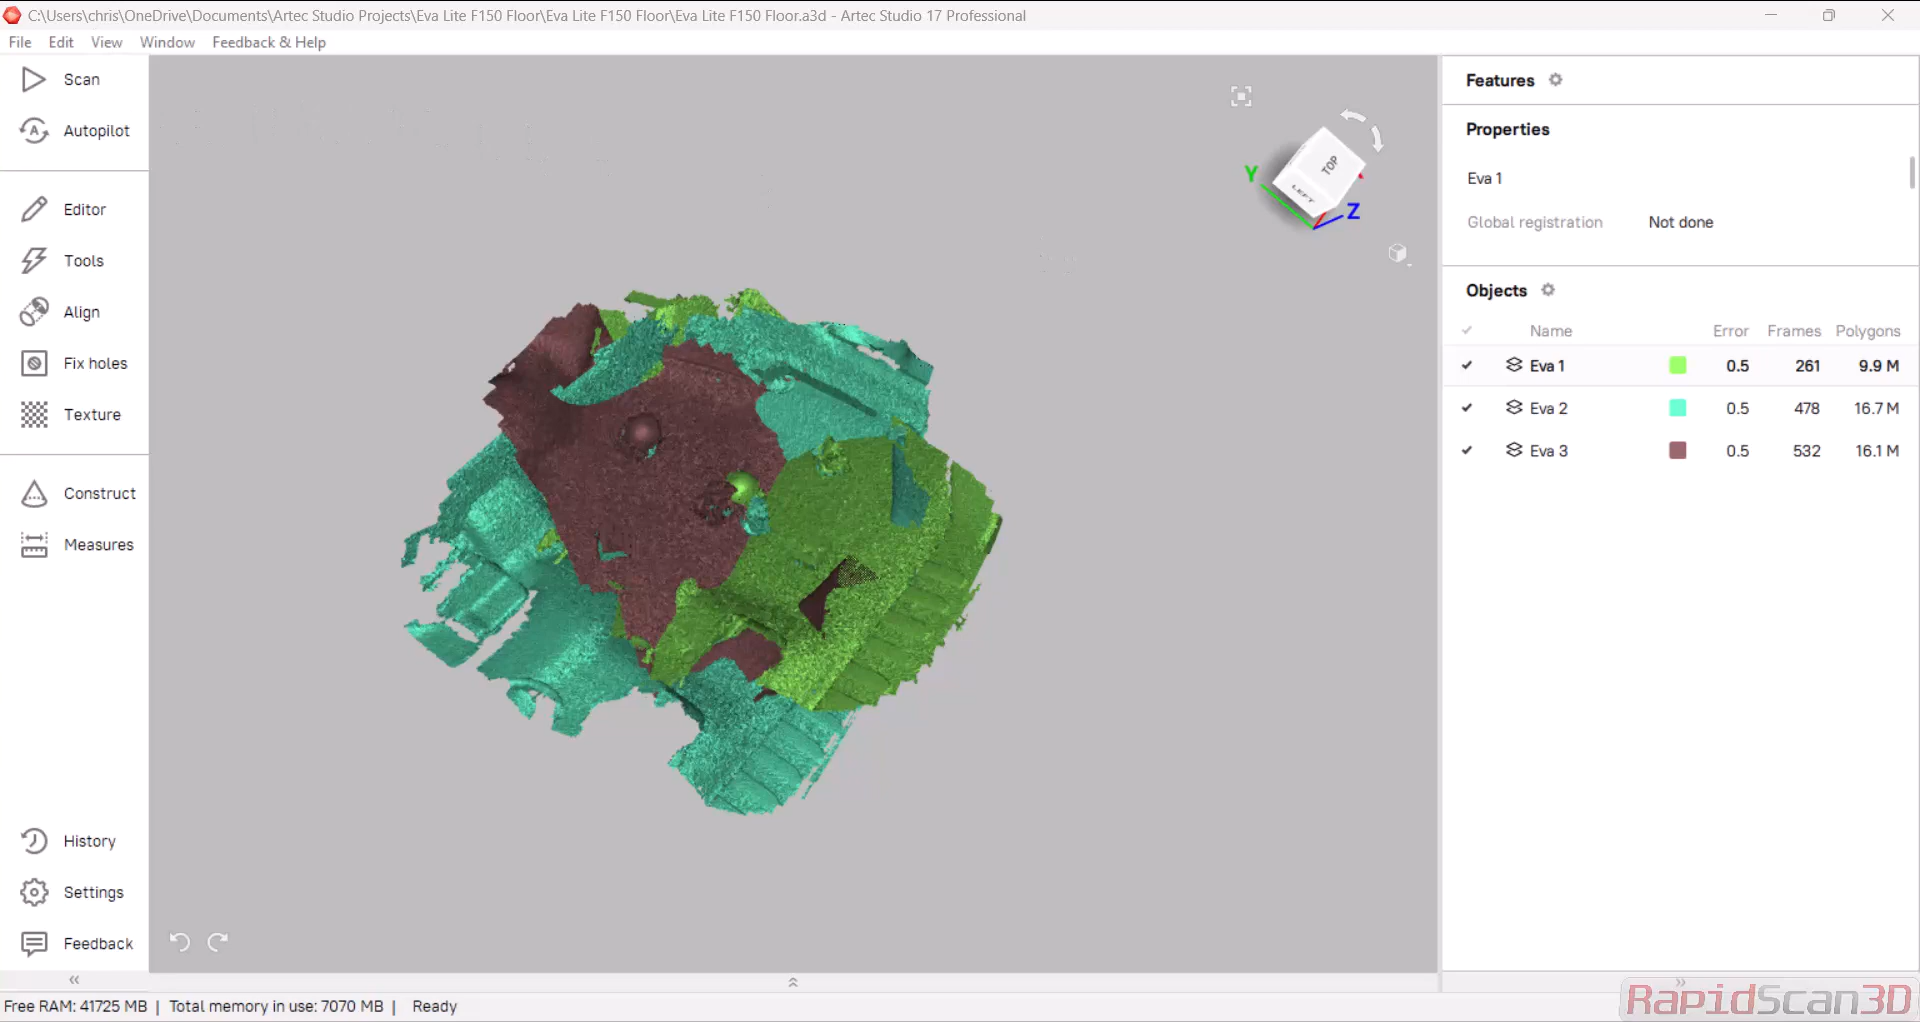 C:\Users\chris\OneDrive\Documents\Artec Studio Projects\Eva Lite F150 Floor\Eva Lite F150 Floor\Eva Lite F150 Floor.a3d - Artec Studio 17 Professional
File Edit View Window Feedback & Help
Scan
Autopilot
Editor
Tools
Align
Fix holes
Texture
Construct
Measures
History
Settings
Feedback
TOP
LEFT
Y
Z
Features
Properties
Eva 1
Global registration Not done
Objects
Name Error Frames Polygons
Eva 1 0.5 261 9.9 M
Eva 2 0.5 478 16.7 M
Eva 3 0.5 532 16.1 M
Free RAM: 41725 MB | Total memory in use: 7070 MB | Ready
RapidScan3D